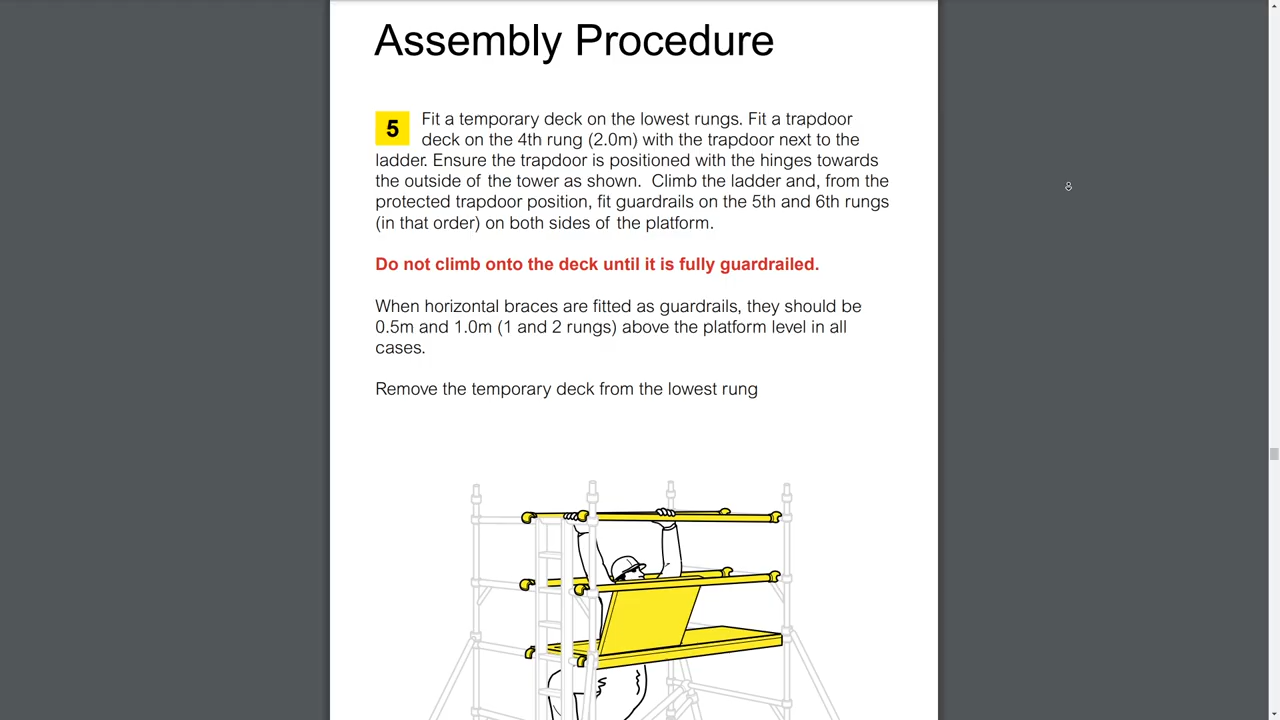 Assembly Procedure
5 Fit a temporary deck on the lowest rungs. Fit a trapdoor
deck on the 4th rung (2.0m) with the trapdoor next to the
ladder. Ensure the trapdoor is positioned with the hinges towards
the outside of the tower as shown.  Climb the ladder and, from the
protected trapdoor position, fit guardrails on the 5th and 6th rungs
(in that order) on both sides of the platform.
Do not climb onto the deck until it is fully guardrailed.
When horizontal braces are fitted as guardrails, they should be
0.5m and 1.0m (1 and 2 rungs) above the platform level in all
cases.
Remove the temporary deck from the lowest rung